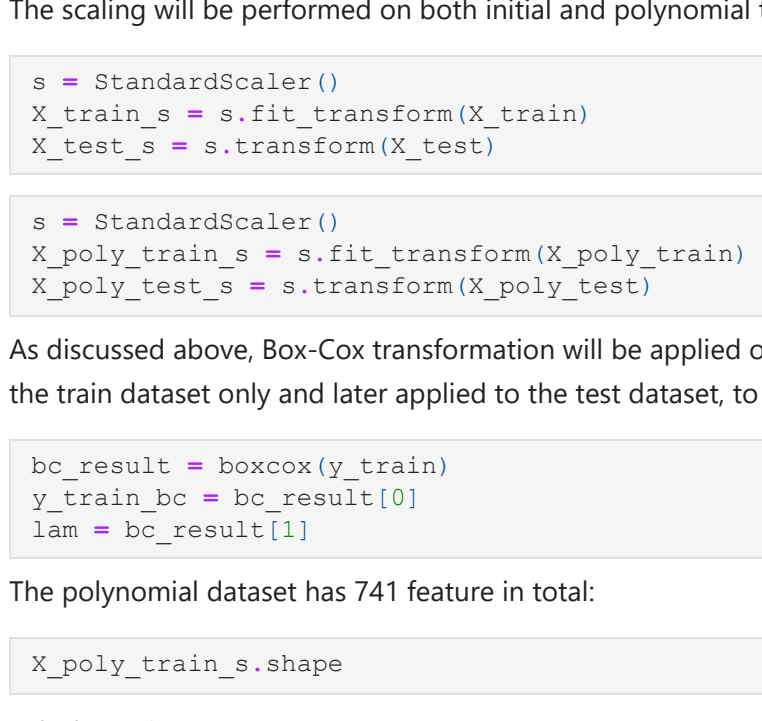 The scaling will be performed on both initial and polynomial
s = StandardScaler()
X_train_s = s.fit_transform(X_train)
X_test_s = s.transform(X_test)
s = StandardScaler()
X_poly_train_s = s.fit_transform(X_poly_train)
X_poly_test_s = s.transform(X_poly_test)
As discussed above, Box-Cox transformation will be applied
the train dataset only and later applied to the test dataset, to
bc_result = boxcox(y_train)
y_train_bc = bc_result[0]
lam = bc_result[1]
The polynomial dataset has 741 feature in total:
X_poly_train_s.shape